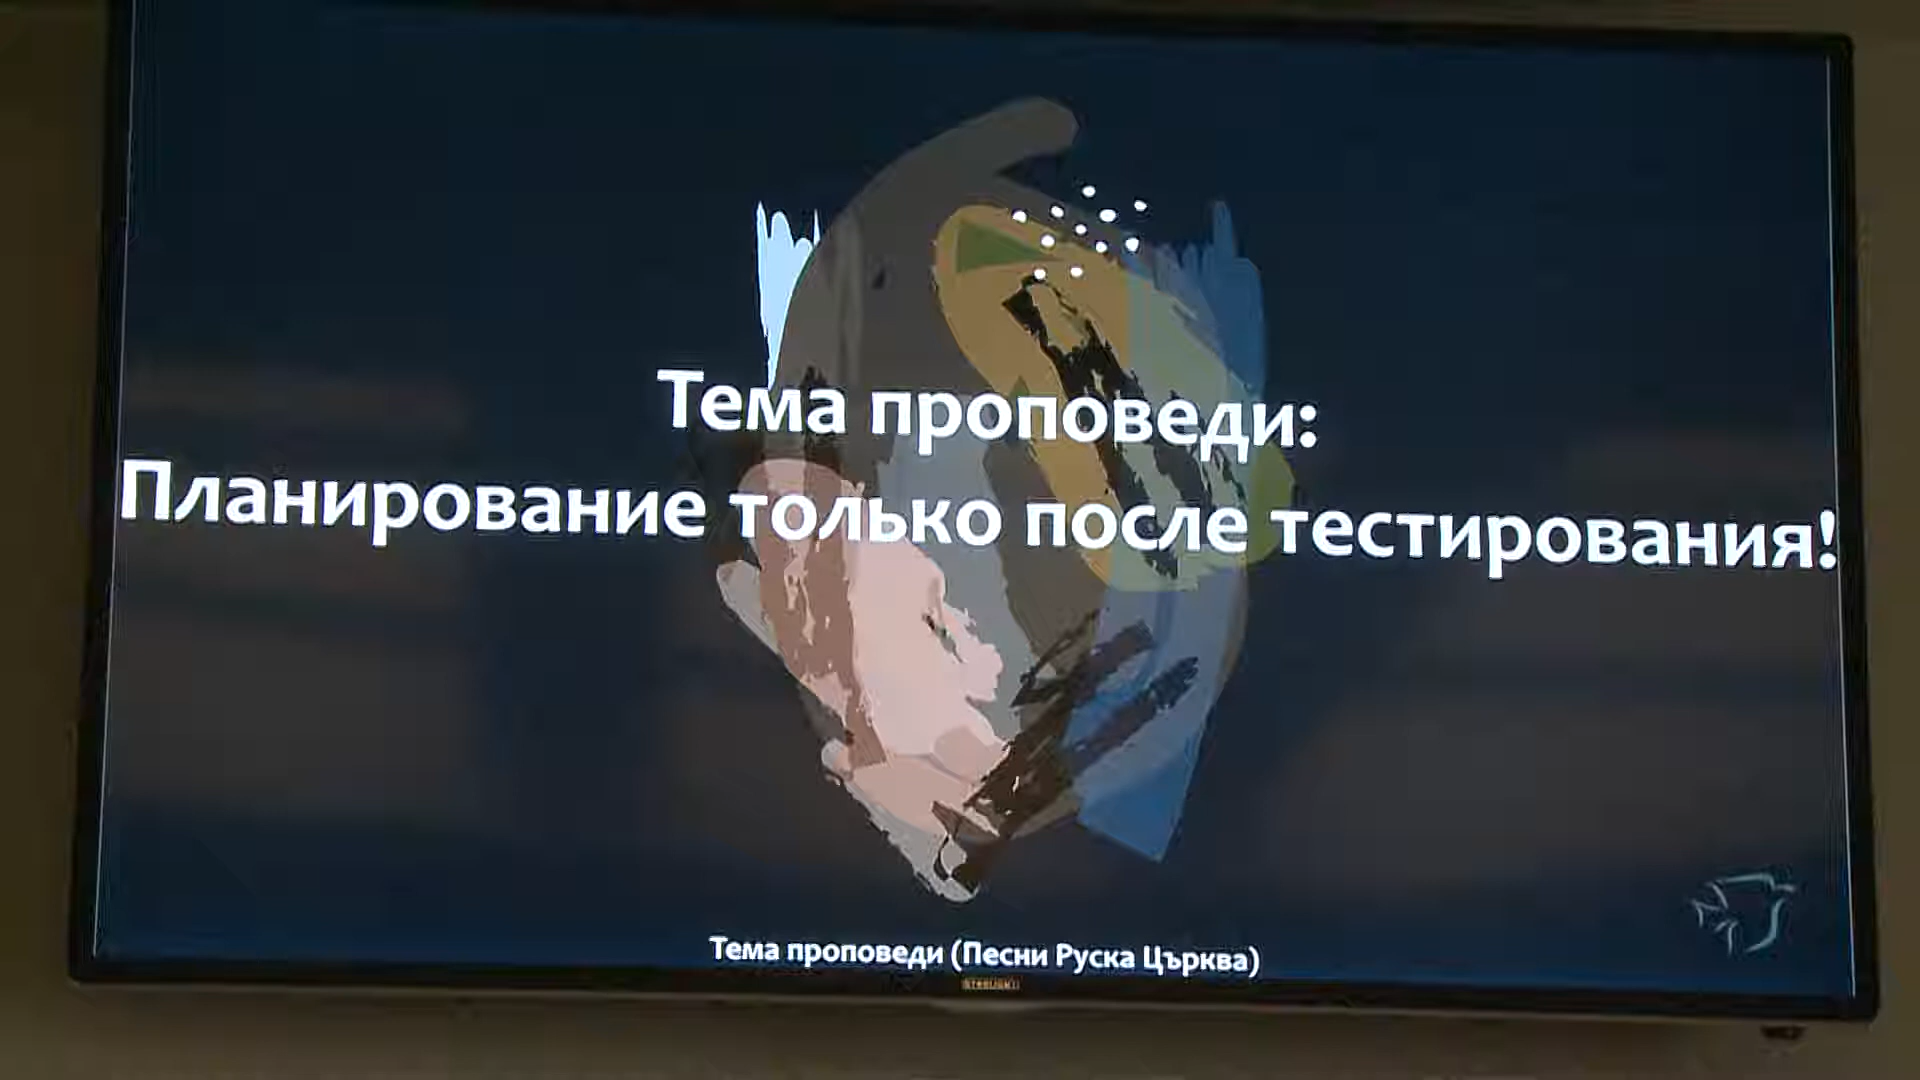 Тема проповеди:
Планирование только после тестирования!
Тема проповеди (Песни Руска Църква)